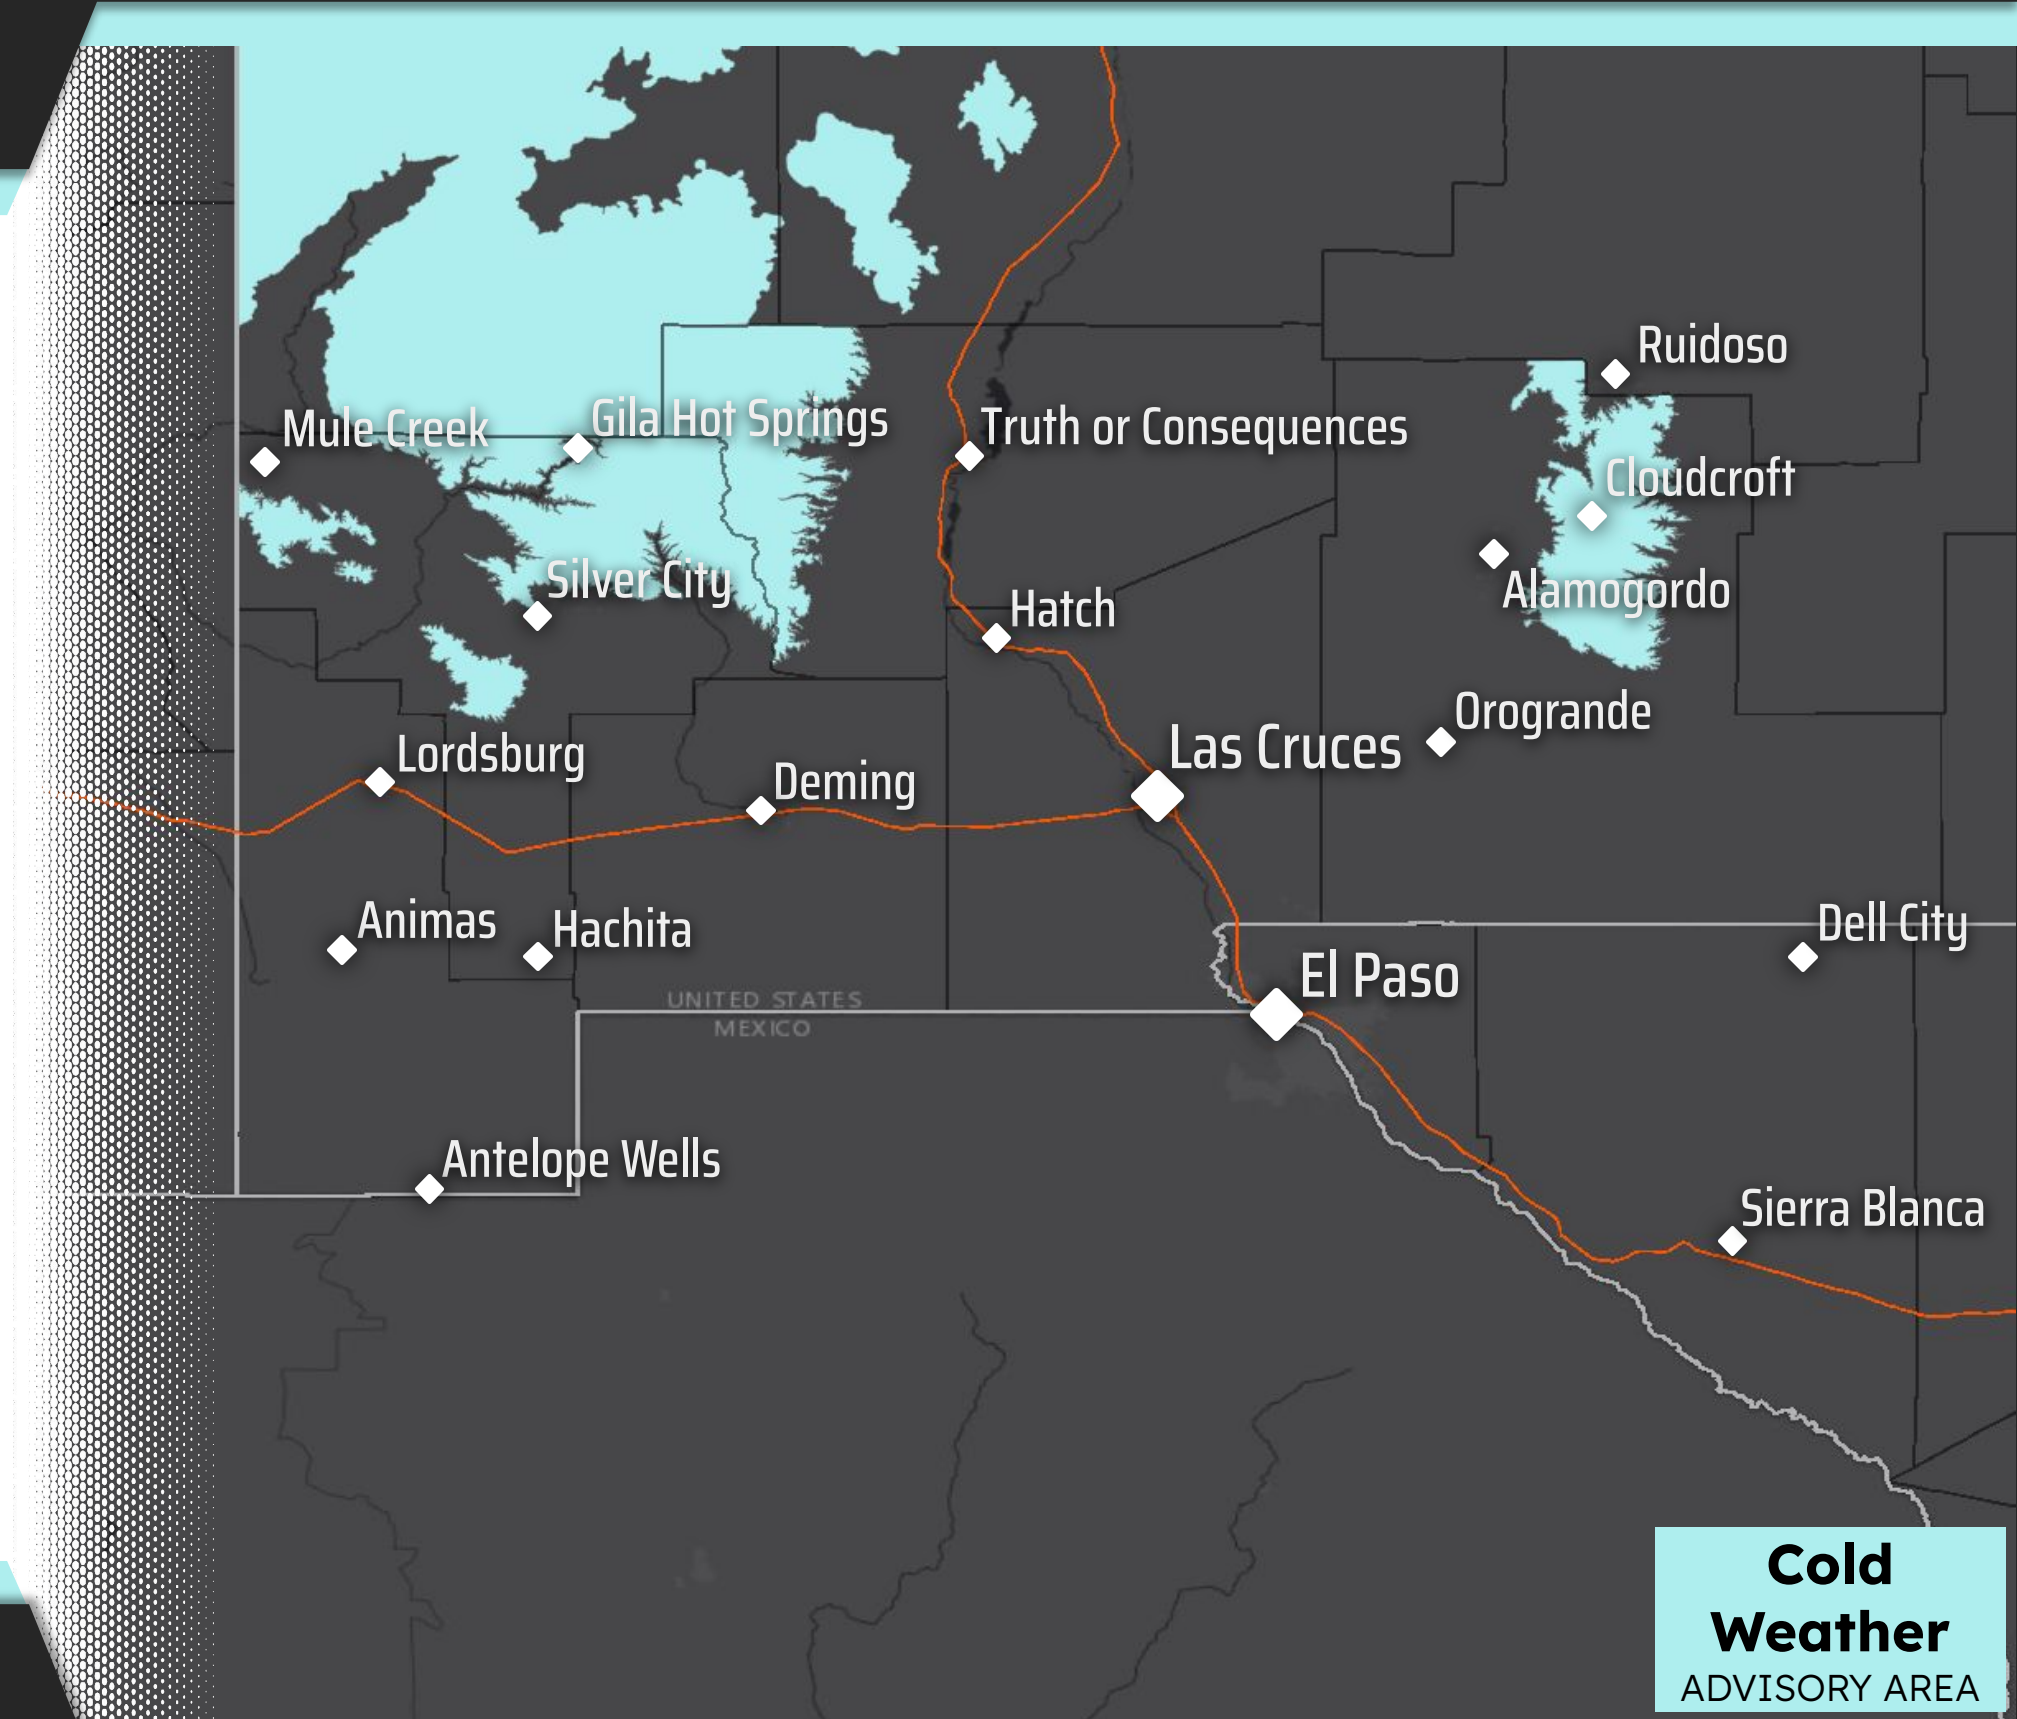 Ruidoso
Mule Creek
Gila Hot Springs
Truth or Consequences
Cloudcroft
Silver City
Alamogordo
Hatch
Orogrande
Las Cruces
Lordsburg
Deming
Animas
Hachita
Dell City
El Paso
UNITED STATES
MEXICO
Antelope Wells
Sierra Blanca
Cold
Weather
ADVISORY AREA